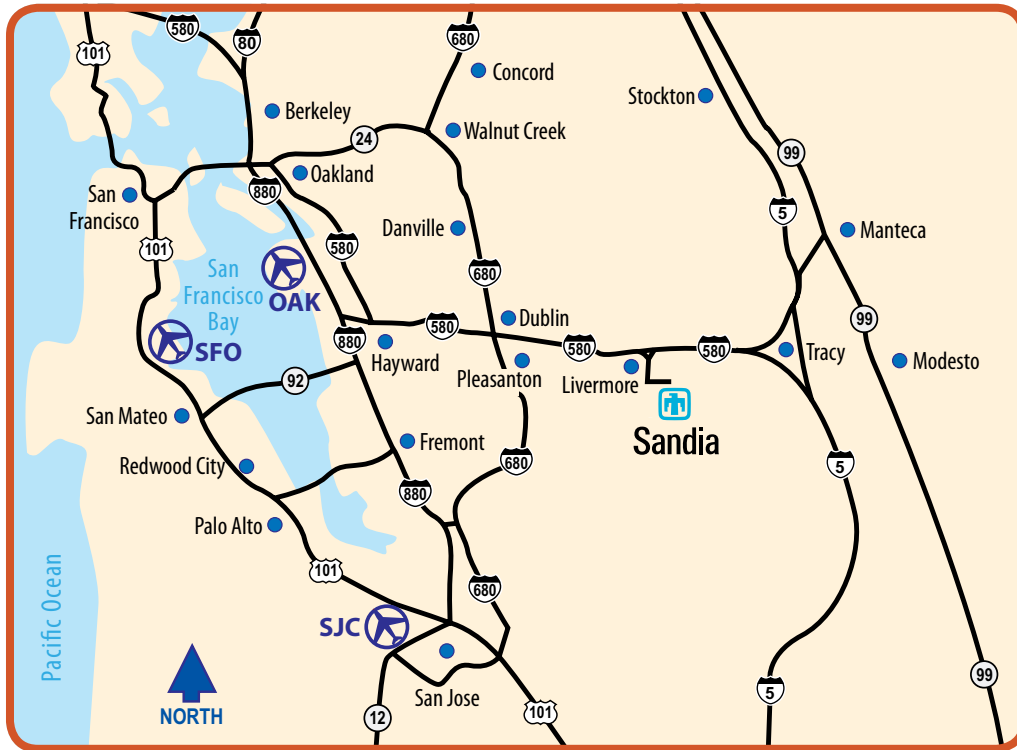 580
80
680
101
Concord
Stockton
Berkeley
Walnut Creek
24
99
Oakland
880
San
Francisco
5
Danville
Manteca
101
580
San
Francisco
Bay
OAK
680
SFO
880
580
Dublin
99
Hayward
580
580
Tracy
Modesto
Pleasanton
Livermore
92
San Mateo
Sandia
Fremont
Redwood City
680
5
880
Palo Alto
101
680
Pacific Ocean
SJC
San Jose
99
5
NORTH
12
101